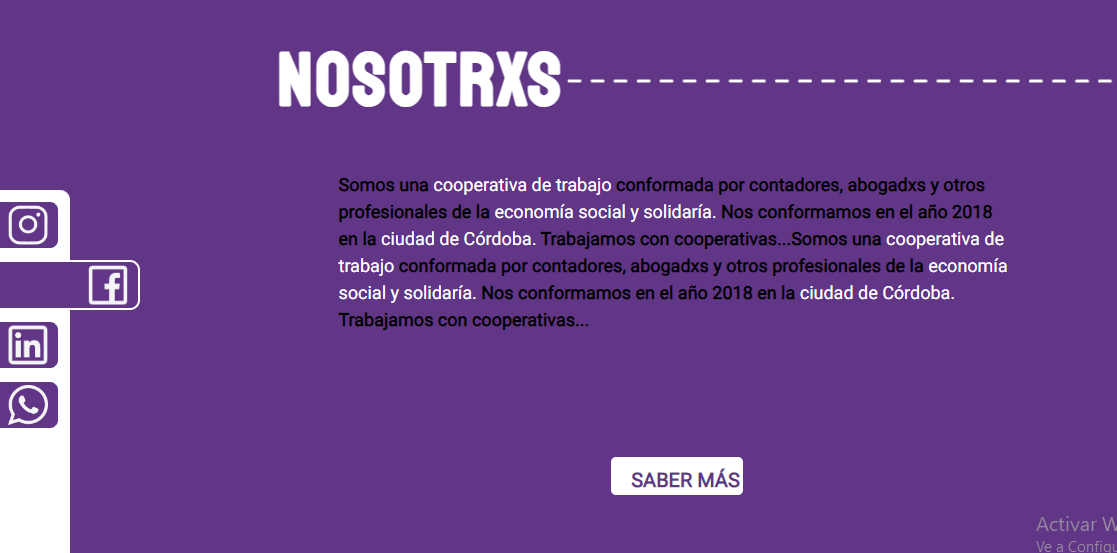 NOSOTRXS
Somos una cooperativa de trabajo conformada por contadores, abogadxs y otros
profesionales de la economía social y solidaría. Nos conformamos en el año 2018
en la ciudad de Córdoba. Trabajamos con cooperativas...Somos una cooperativa de
trabajo conformada por contadores, abogadxs y otros profesionales de la economía
social y solidaría. Nos conformamos en el año 2018 en la ciudad de Córdoba.
Trabajamos con cooperativas...
in
SABER MÁS
Activar W
Ve a Configu